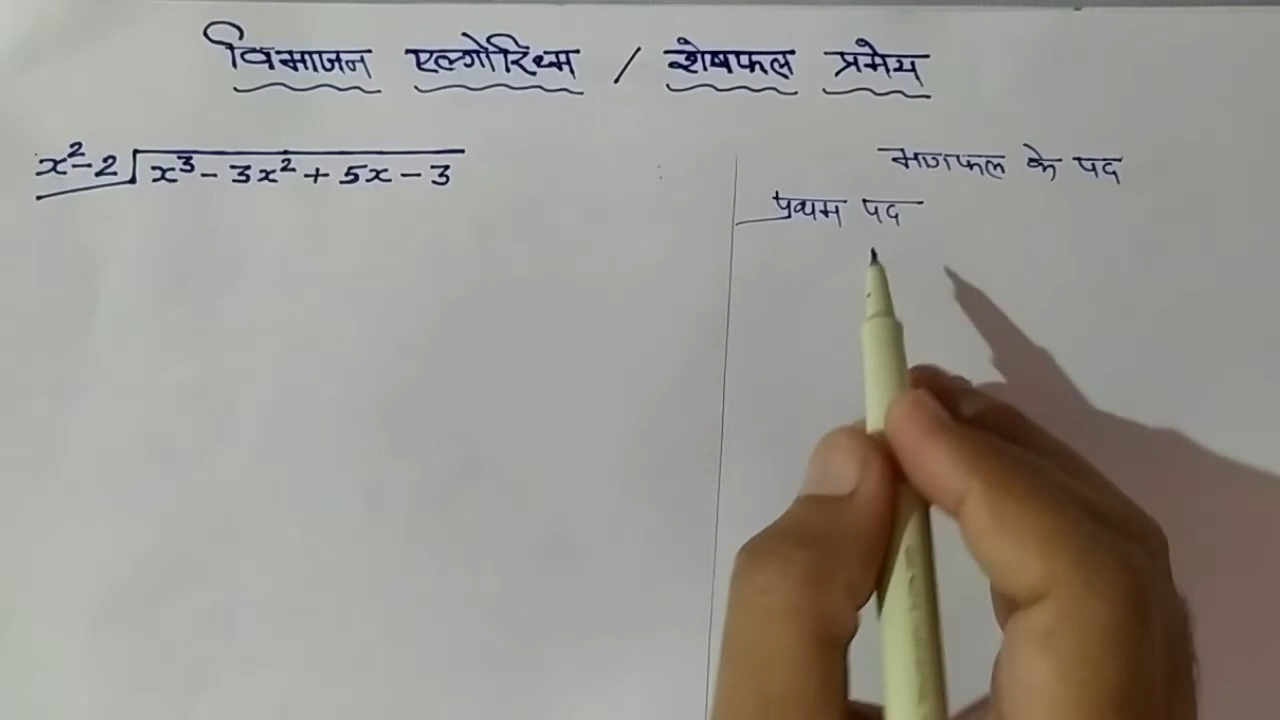 विभाजन एल्गोरिथ्म / शेषफल प्रमेय
x²-2 x³ - 3x² + 5x - 3
भागफल के पद
प्रथम पद